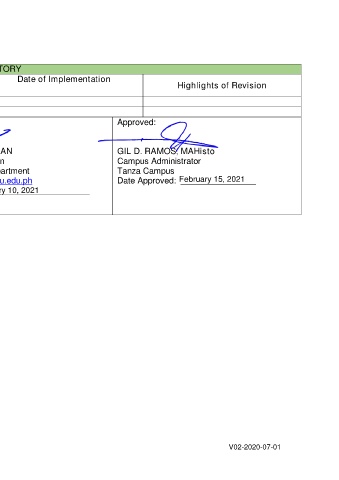 TORY
Date of Implementation
Highlights of Revision
Approved:
AN
n
artment
u.edu.ph
ry 10, 2021
GIL D. RAMOS, MAHisto
Campus Administrator
Tanza Campus
Date Approved: February 15, 2021
V02-2020-07-01